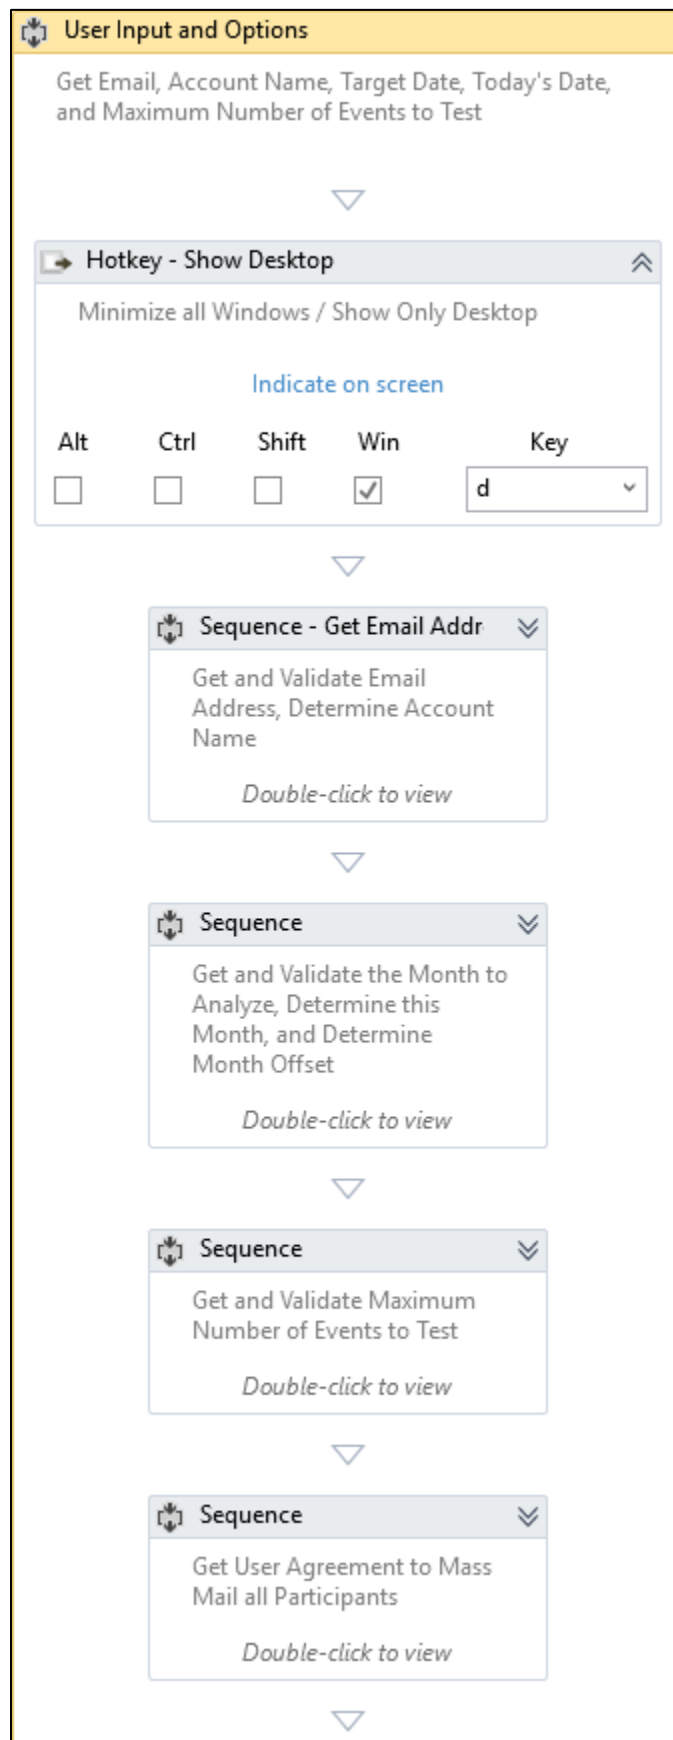 User Input and Options
Get Email, Account Name, Target Date, Today's Date,
and Maximum Number of Events to Test
Hotkey - Show Desktop
Minimize all Windows / Show Only Desktop
Indicate on screen
Alt Ctrl Shift Win Key
d
Sequence - Get Email Addr
Get and Validate Email
Address, Determine Account
Name
Double-click to view
Sequence
Get and Validate the Month to
Analyze, Determine this
Month, and Determine
Month Offset
Double-click to view
Sequence
Get and Validate Maximum
Number of Events to Test
Double-click to view
Sequence
Get User Agreement to Mass
Mail all Participants
Double-click to view